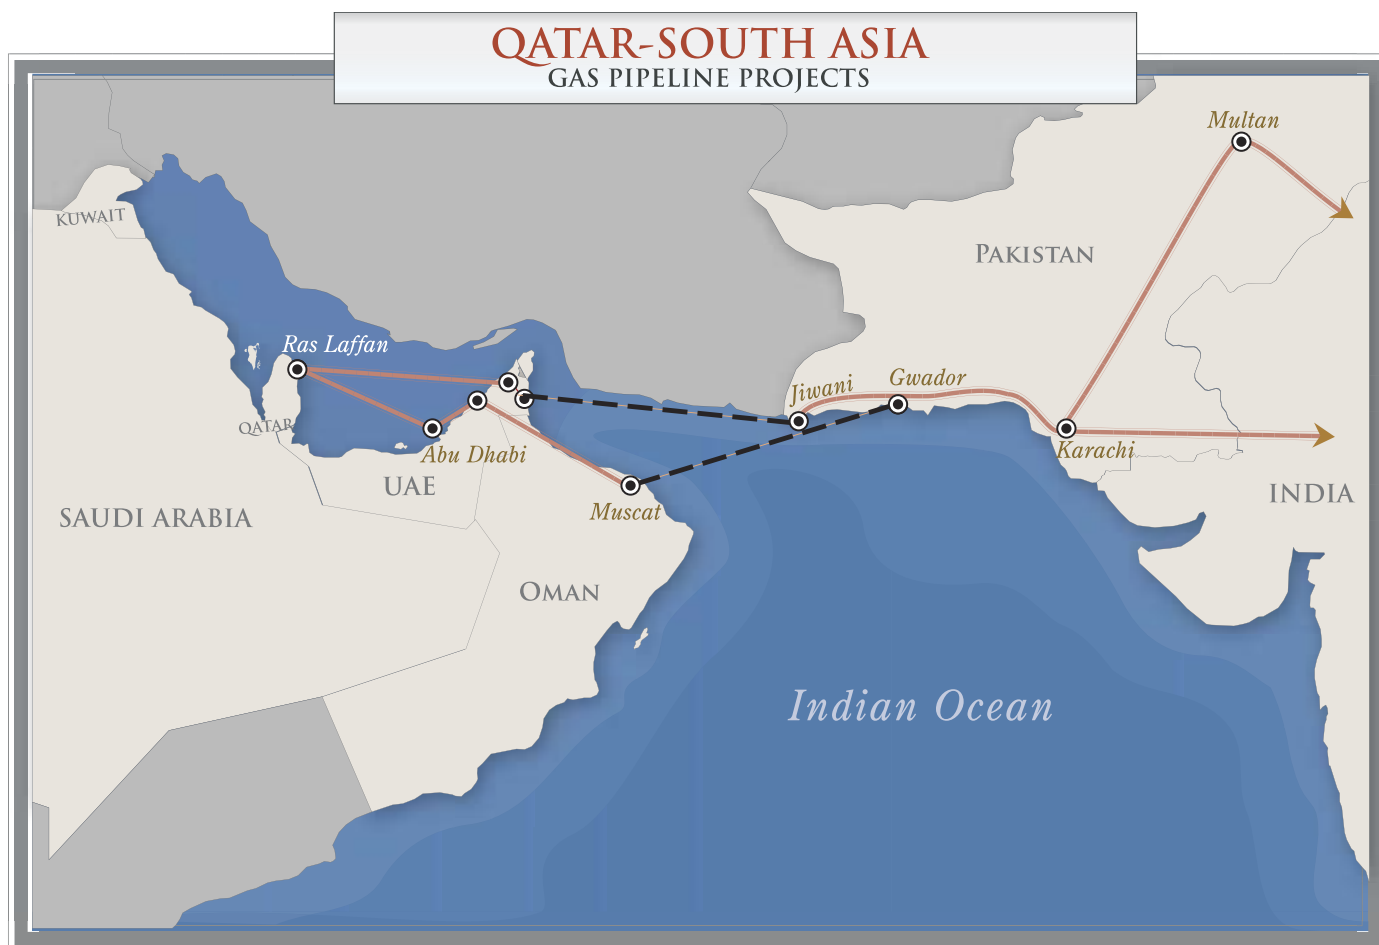 QATAR-SOUTH ASIA
GAS PIPELINE PROJECTS
Multan
KUWAIT
PAKISTAN
Ras Laffan
Jiwani
Gwador
QATAR
Abu Dhabi
Karachi
UAE
INDIA
Muscat
SAUDI ARABIA
OMAN
Indian Ocean